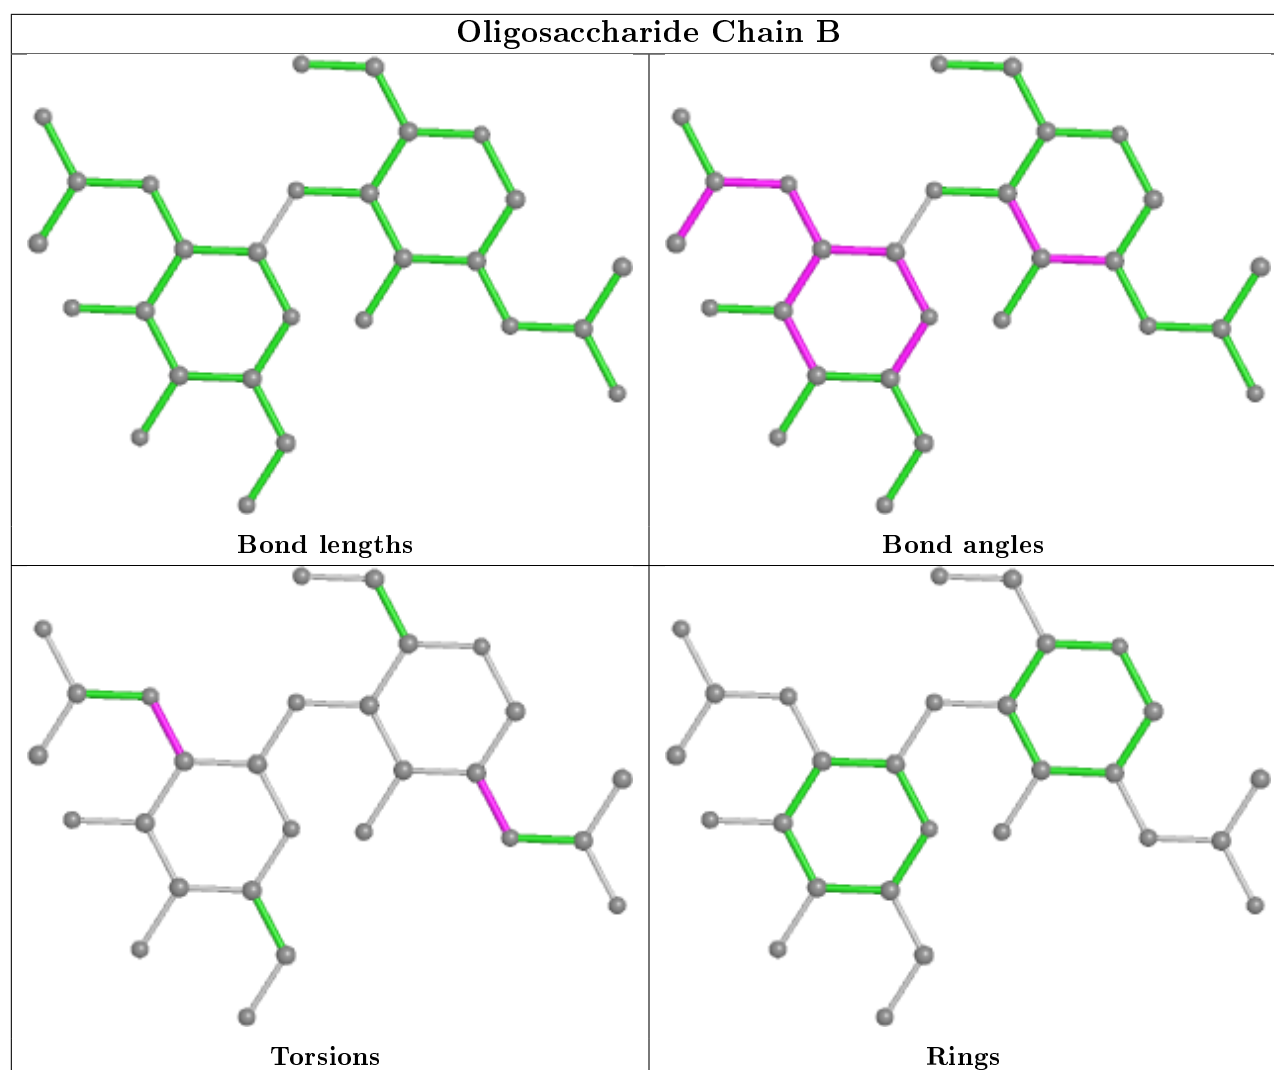 Oligosaccharide Chain B
Bond lengths
Bond angles
Torsions
Rings